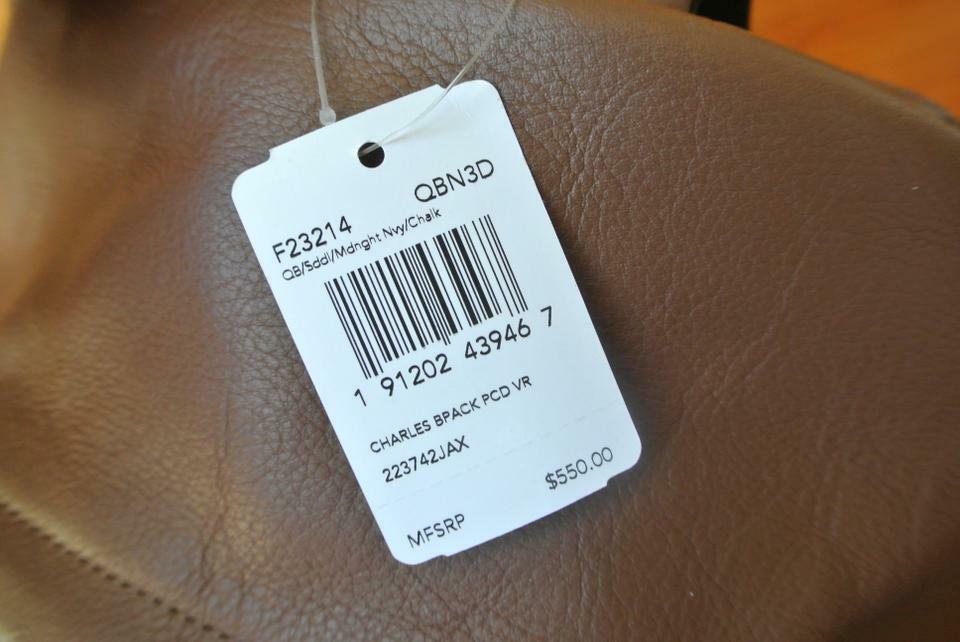 QBN3D
F23214
QB/Sddl/Mdnght Nvy/Chalk
1 91202 43946 7
CHARLES BPACK PCD VR
223742JAX
$550.00
MFSRP